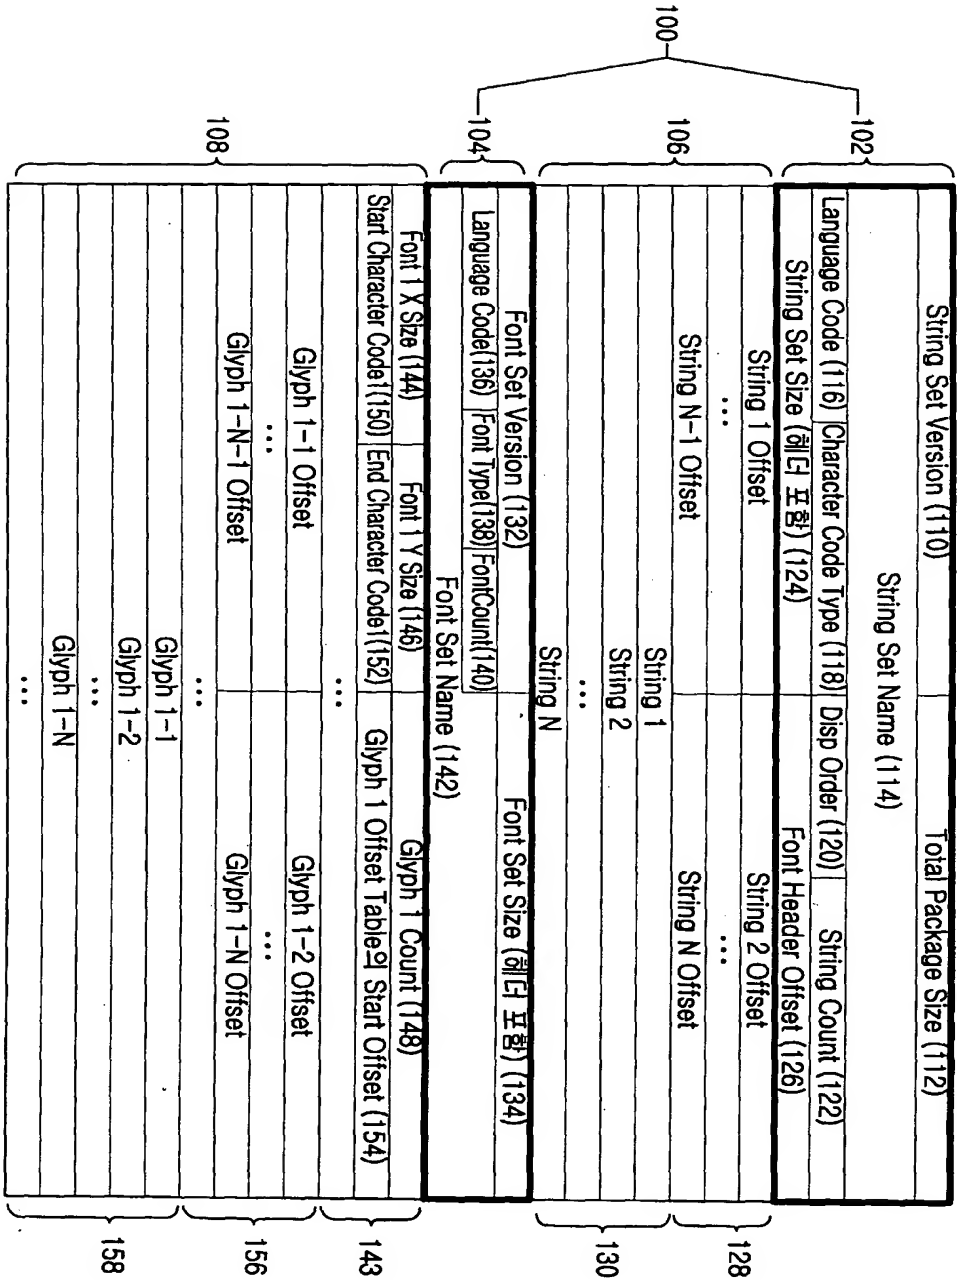 100
102
String Set Version (110) Total Package Size (112)
String Set Name (114)
Language Code (116) Character Code Type (118) Disp Order (120) String Count (122)
String Set Size (헤더 포함) (124) Font Header Offset (126)
106
String 1 Offset String 2 Offset
... ...
String N-1 Offset String N Offset
128
String 1
String 2
...
String N
130
104
Font Set Version (132) Font Set Size (헤더 포함) (134)
Language Code(136) Font Type(138) FontCount(140)
Font Set Name (142)
108
Font 1 X Size (144) Font 1 Y Size (146) Glyph 1 Count (148)
Start Character Code1(150) End Character Code1(152) Glyph 1 Offset Table의 Start Offset (154)
...
143
Glyph 1-1 Offset Glyph 1-2 Offset
... ...
Glyph 1-N-1 Offset Glyph 1-N Offset
...
156
Glyph 1-1
Glyph 1-2
...
Glyph 1-N
...
158